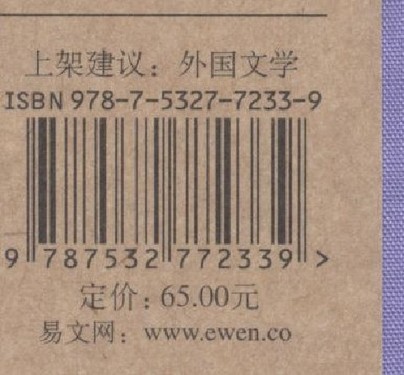 上架建议：外国文学
ISBN 978-7-5327-7233-9
9 787532 772339 >
定价：65.00元
易文网：www.ewen.co